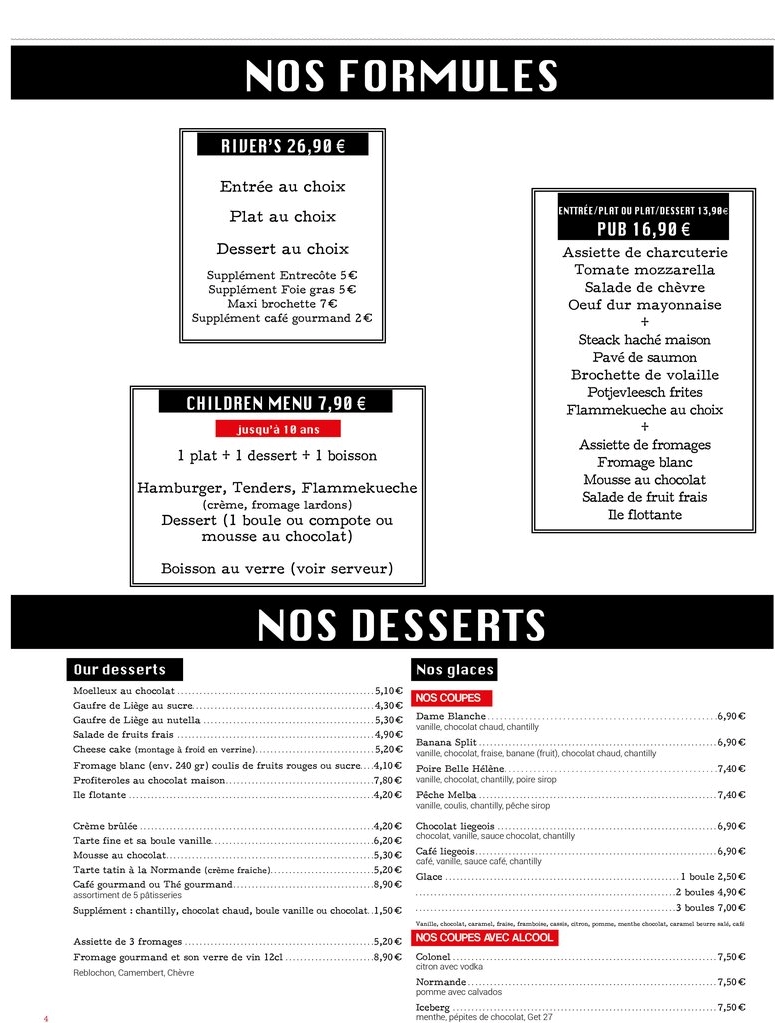 NOS FORMULES
RIVER'S 26,90 €
Entrée au choix
Plat au choix
Dessert au choix
Supplément Entrecôte 5 €
Supplément Foie gras 5 €
Maxi brochette 7 €
Supplément café gourmand 2 €
ENTTRÉE/PLAT OU PLAT/DESSERT 13,90€
PUB 16,90 €
Assiette de charcuterie
Tomate mozzarella
Salade de chèvre
Oeuf dur mayonnaise
+
Steack haché maison
Pavé de saumon
Brochette de volaille
Potjevleesch frites
Flammekueche au choix
+
Assiette de fromages
Fromage blanc
Mousse au chocolat
Salade de fruit frais
Ile flottante
CHILDREN MENU 7,90 €
jusqu'à 10 ans
1 plat + 1 dessert + 1 boisson
Hamburger, Tenders, Flammekueche
(crème, fromage lardons)
Dessert (1 boule ou compote ou
mousse au chocolat)
Boisson au verre (voir serveur)
NOS DESSERTS
Our desserts
Moelleux au chocolat 5,10 €
Gaufre de Liège au sucre 4,30 €
Gaufre de Liège au nutella 5,30 €
Salade de fruits frais 4,90 €
Cheese cake (montage à froid en verrine) 5,20 €
Fromage blanc (env. 240 gr) coulis de fruits rouges ou sucre 4,10 €
Profiteroles au chocolat maison 7,80 €
Ile flotante 4,20 €
Crème brûlée 4,20 €
Tarte fine et sa boule vanille 6,20 €
Mousse au chocolat 5,30 €
Tarte tatin à la Normande (crème fraiche) 5,20 €
Café gourmand ou Thé gourmand 8,90 €
assortiment de 5 pâtisseries
Supplément : chantilly, chocolat chaud, boule vanille ou chocolat 1,50 €
Assiette de 3 fromages 5,20 €
Fromage gourmand et son verre de vin 12cl 8,90 €
Reblochon, Camembert, Chèvre
Nos glaces
NOS COUPES
Dame Blanche 6,90 €
vanille, chocolat chaud, chantilly
Banana Split 6,90 €
vanille, chocolat, fraise, banane (fruit), chocolat chaud, chantilly
Poire Belle Hélène 7,40 €
vanille, chocolat, chantilly, poire sirop
Pêche Melba 7,40 €
vanille, coulis, chantilly, pêche sirop
Chocolat liegeois 6,90 €
chocolat, vanille, sauce chocolat, chantilly
Café liegeois 6,90 €
café, vanille, sauce café, chantilly
Glace 1 boule 2,50 €
2 boules 4,90 €
3 boules 7,00 €
Vanille, chocolat, caramel, fraise, framboise, cassis, citron, pomme, menthe chocolat, caramel beurre salé, café
NOS COUPES AVEC ALCOOL
Colonel 7,50 €
citron avec vodka
Normande 7,50 €
pomme avec calvados
Iceberg 7,50 €
menthe, pépites de chocolat, Get 27
4